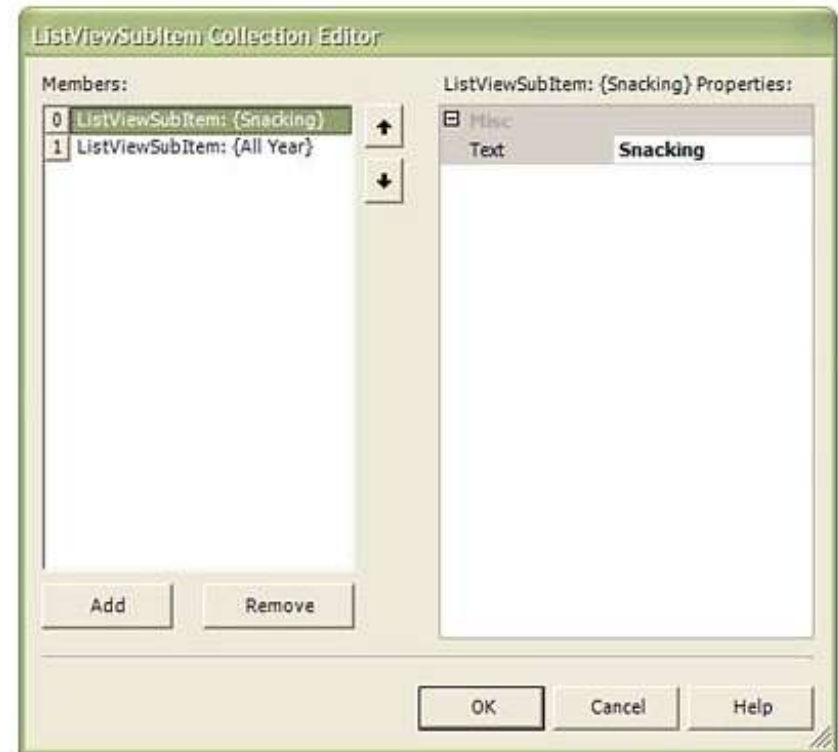 ListViewSubItem Collection Editor
Members:
0 ListViewSubItem: {Snacking}
1 ListViewSubItem: {All Year}
Add Remove
ListViewSubItem: {Snacking} Properties:
Misc
Text Snacking
OK Cancel Help